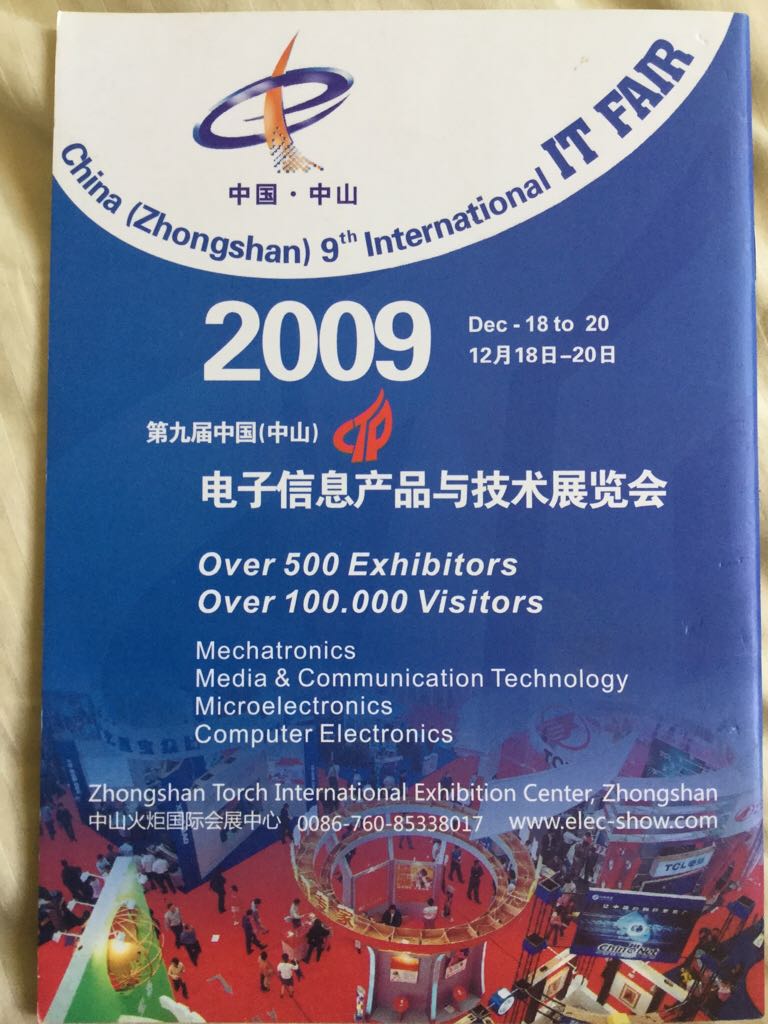 中国·中山
China (Zhongshan) 9th International IT FAIR
2009
Dec - 18 to 20
12月18日-20日
第九届中国(中山)
电子信息产品与技术展览会
Over 500 Exhibitors
Over 100.000 Visitors
Mechatronics
Media & Communication Technology
Microelectronics
Computer Electronics
Zhongshan Torch International Exhibition Center, Zhongshan
中山火炬国际会展中心 0086-760-85338017 www.elec-show.com
TCL